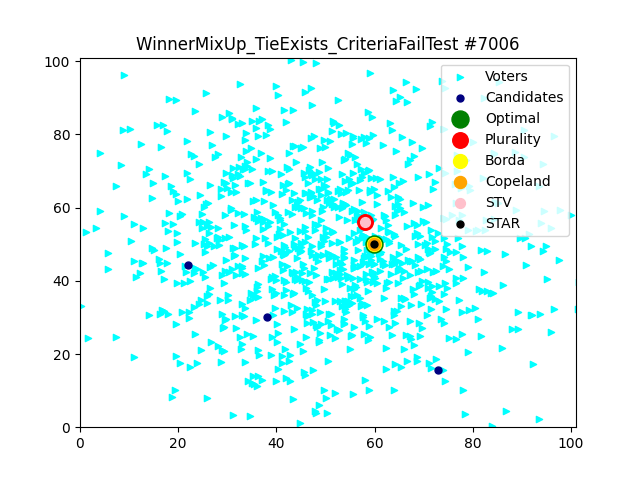 WinnerMixUp_TieExists_CriteriaFailTest #7006
100
80
60
40
20
0
0
20
40
60
80
100
Voters
Candidates
Optimal
Plurality
Borda
Copeland
STV
STAR